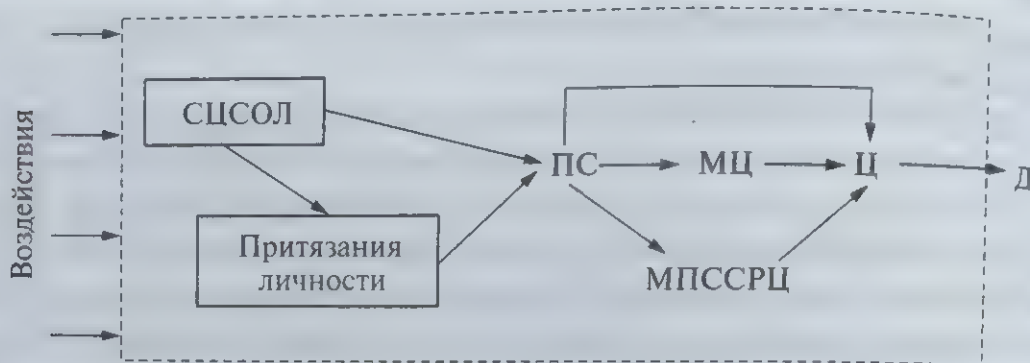 Воздействия
СЦСОЛ
Притязания
личности
ПС
МЦ
Ц
Д
МПССРЦ